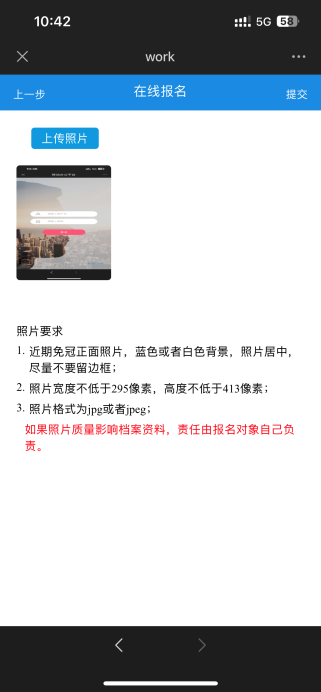 10:42
5G 58
work
上一步
在线报名
提交
上传照片
照片要求
1. 近期免冠正面照片，蓝色或者白色背景，照片居中，
尽量不要留边框；
2. 照片宽度不低于295像素，高度不低于413像素；
3. 照片格式为jpg或者jpeg；
如果照片质量影响档案资料，责任由报名对象自己负
责。